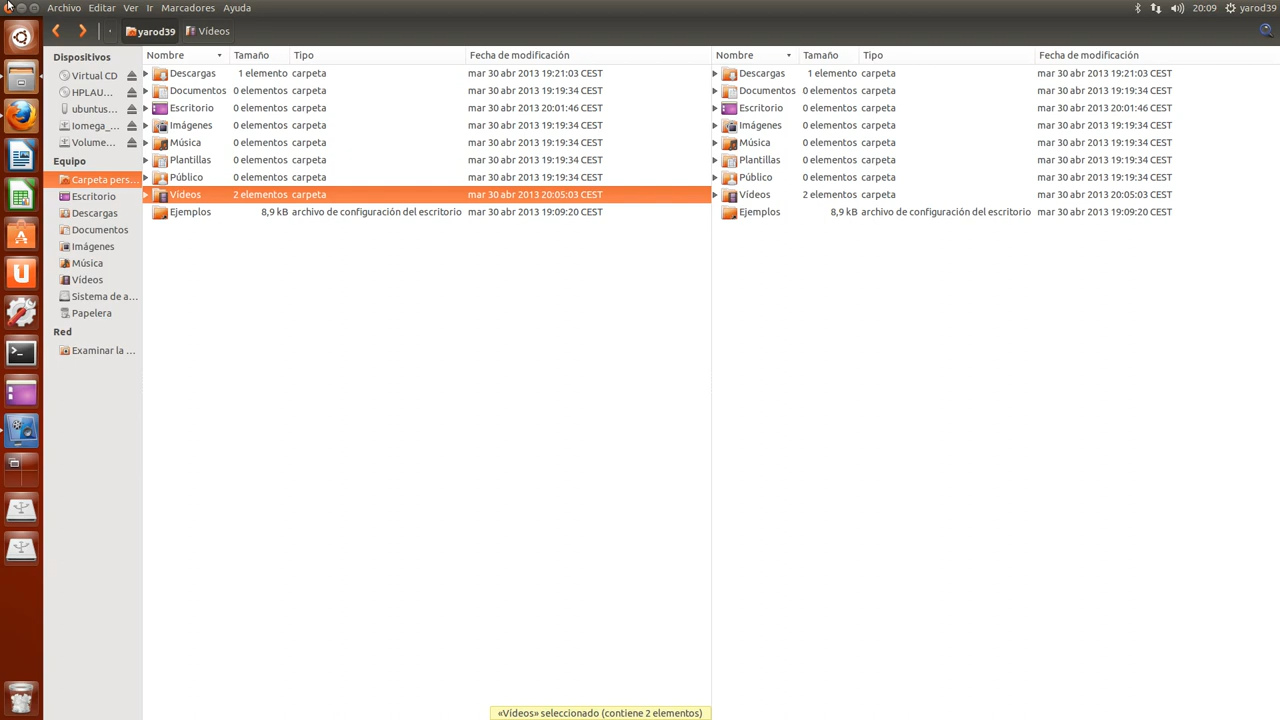 Archivo Editar Ver Ir Marcadores Ayuda 20:09 yarod39
yarod39 Vídeos
Dispositivos
Virtual CD
HPLAU...
ubuntus...
Iomega_...
Volume...
Equipo
Carpeta pers...
Escritorio
Descargas
Documentos
Imágenes
Música
Vídeos
Sistema de a...
Papelera
Red
Examinar la ...
Nombre Tamaño Tipo Fecha de modificación
Descargas 1 elemento carpeta mar 30 abr 2013 19:21:03 CEST
Documentos 0 elementos carpeta mar 30 abr 2013 19:19:34 CEST
Escritorio 0 elementos carpeta mar 30 abr 2013 20:01:46 CEST
Imágenes 0 elementos carpeta mar 30 abr 2013 19:19:34 CEST
Música 0 elementos carpeta mar 30 abr 2013 19:19:34 CEST
Plantillas 0 elementos carpeta mar 30 abr 2013 19:19:34 CEST
Público 0 elementos carpeta mar 30 abr 2013 19:19:34 CEST
Vídeos 2 elementos carpeta mar 30 abr 2013 20:05:03 CEST
Ejemplos 8,9 kB archivo de configuración del escritorio mar 30 abr 2013 19:09:20 CEST
Nombre Tamaño Tipo Fecha de modificación
Descargas 1 elemento carpeta mar 30 abr 2013 19:21:03 CEST
Documentos 0 elementos carpeta mar 30 abr 2013 19:19:34 CEST
Escritorio 0 elementos carpeta mar 30 abr 2013 20:01:46 CEST
Imágenes 0 elementos carpeta mar 30 abr 2013 19:19:34 CEST
Música 0 elementos carpeta mar 30 abr 2013 19:19:34 CEST
Plantillas 0 elementos carpeta mar 30 abr 2013 19:19:34 CEST
Público 0 elementos carpeta mar 30 abr 2013 19:19:34 CEST
Vídeos 2 elementos carpeta mar 30 abr 2013 20:05:03 CEST
Ejemplos 8,9 kB archivo de configuración del escritorio mar 30 abr 2013 19:09:20 CEST
«Vídeos» seleccionado (contiene 2 elementos)